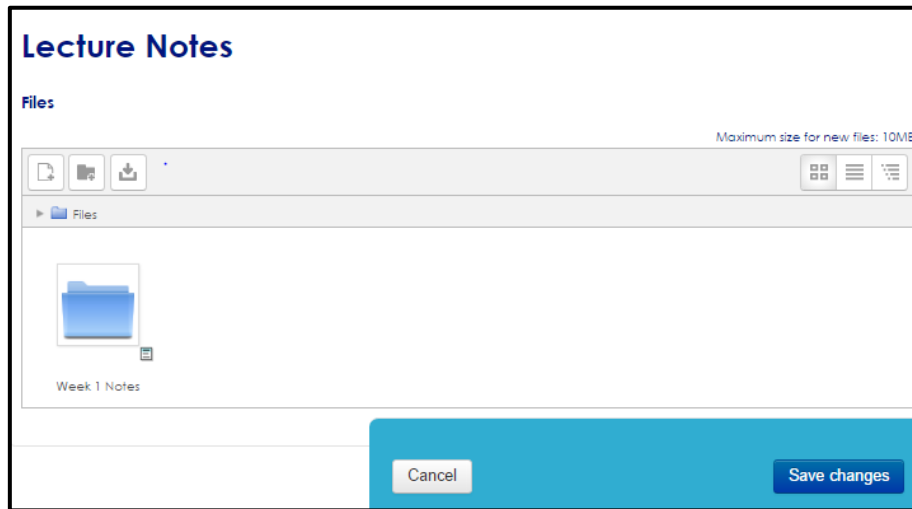 Lecture Notes
Files
Maximum size for new files: 10MB
Files
Week 1 Notes
Cancel
Save changes